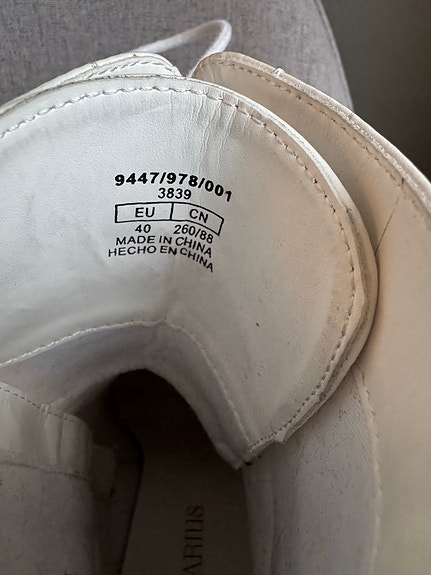 9447/978/001
3839
EU CN
40 260/88
MADE IN CHINA
HECHO EN CHINA